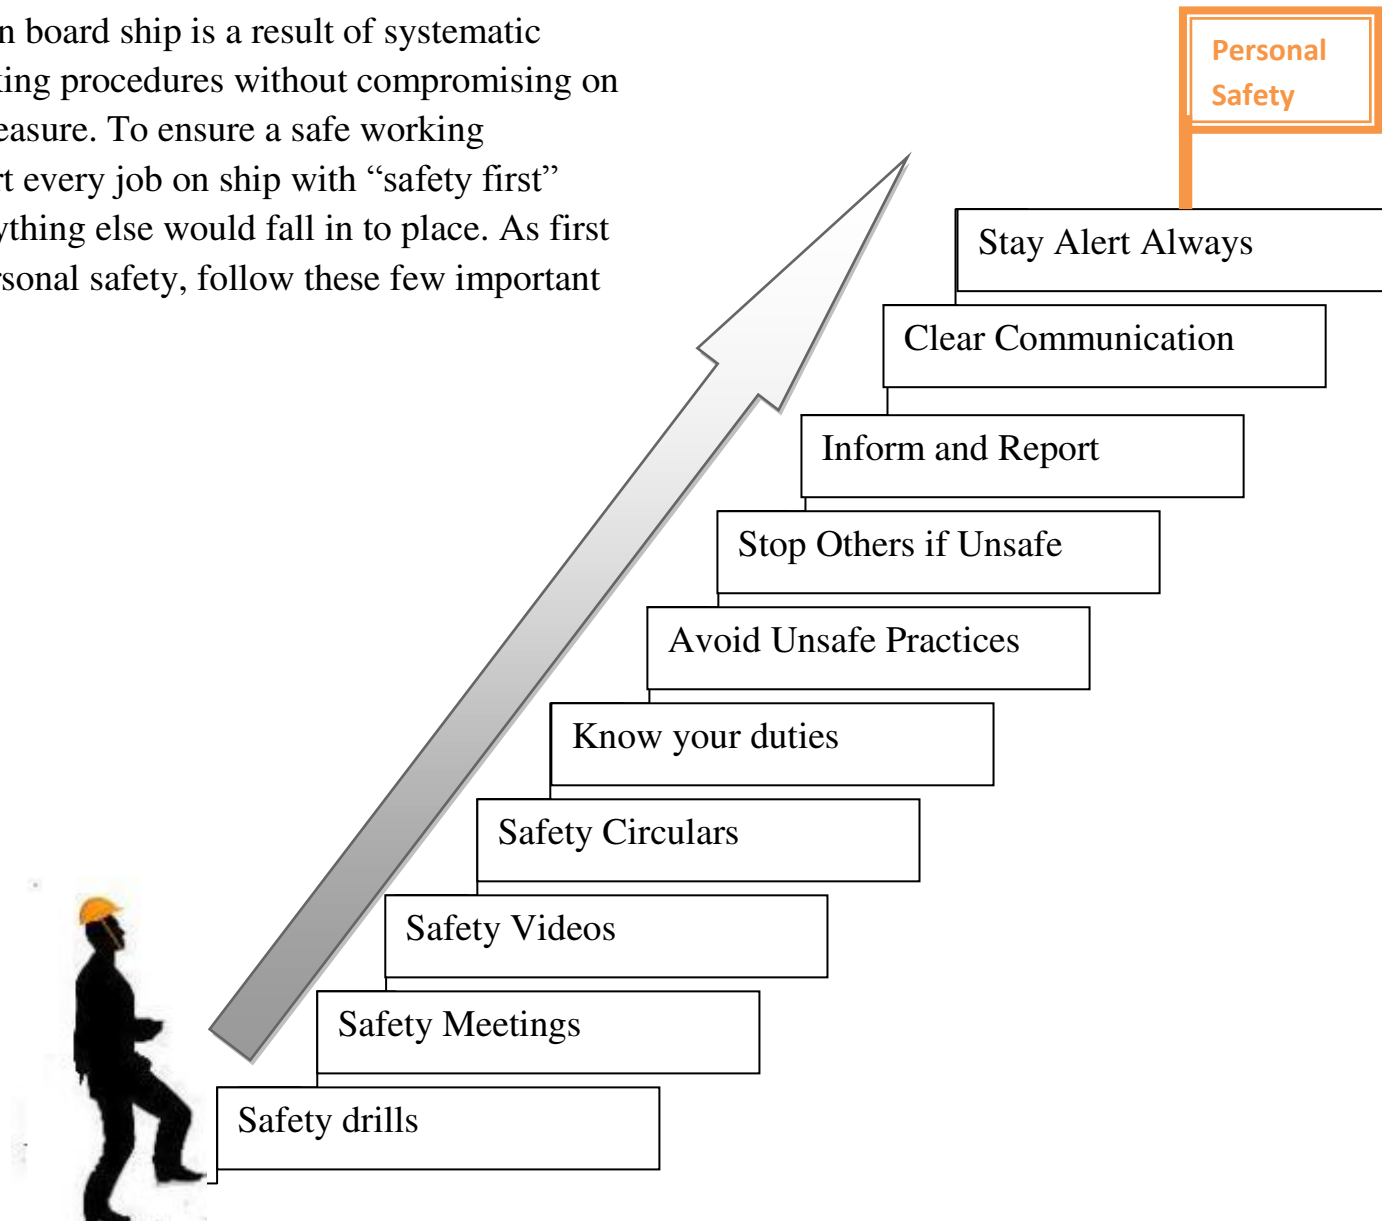 n board ship is a result of systematic
king procedures without compromising on
easure. To ensure a safe working
rt every job on ship with “safety first”
ything else would fall in to place. As first
rsonal safety, follow these few important
Personal
Safety
Stay Alert Always
Clear Communication
Inform and Report
Stop Others if Unsafe
Avoid Unsafe Practices
Know your duties
Safety Circulars
Safety Videos
Safety Meetings
Safety drills